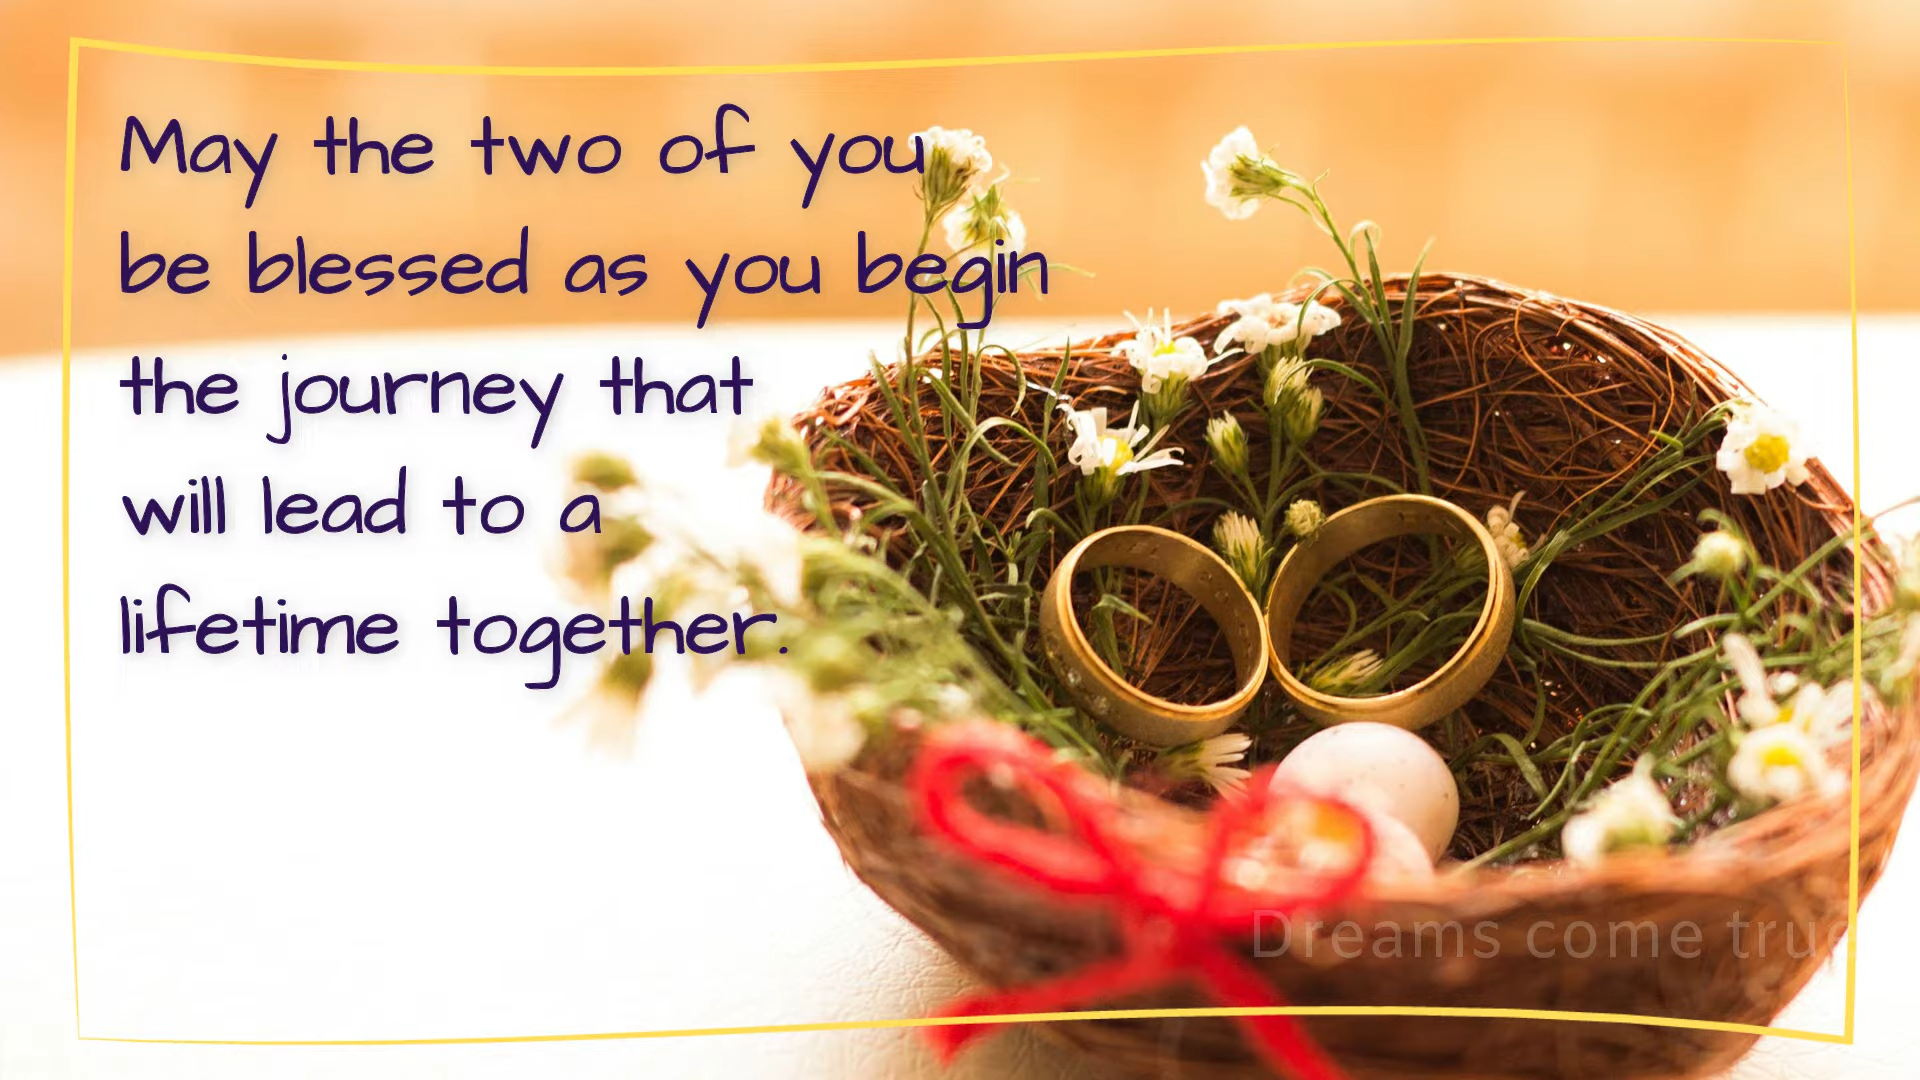 May the two of you
be blessed as you begin
the journey that
will lead to a
lifetime together.
Dreams come true